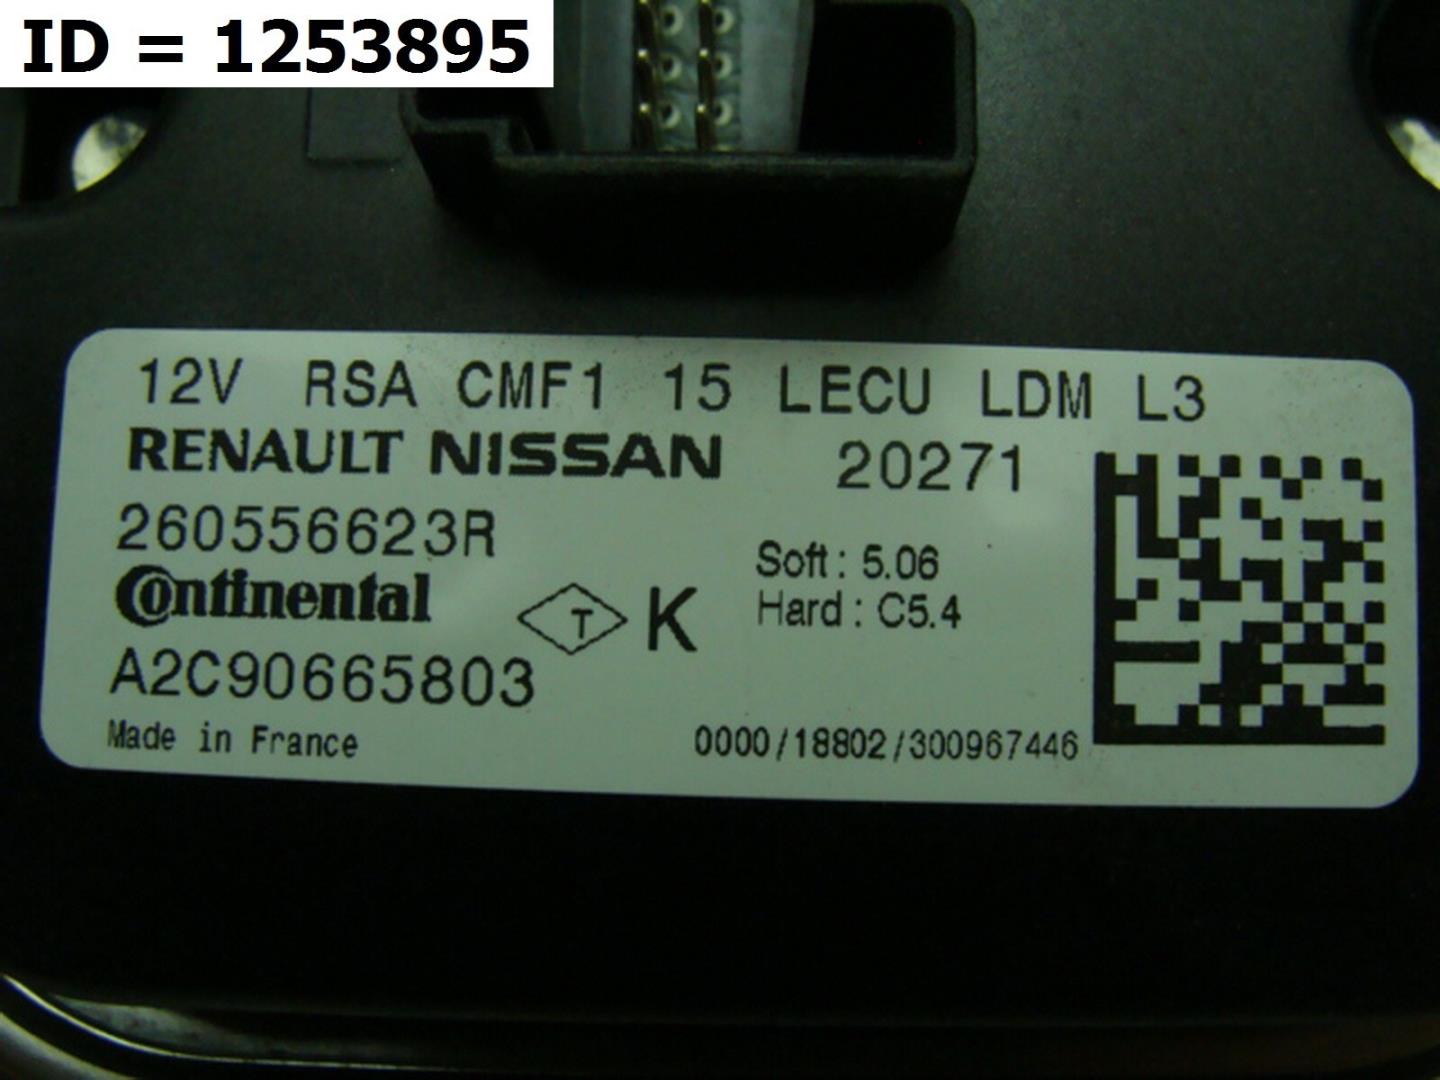 ID = 1253895
12V RSA CMF1 15 LECU LDM L3
RENAULT NISSAN 20271
260556623R
Soft : 5.06
Continental T K
Hard : C5.4
A2C90665803
Made in France 0000/18802/300967446